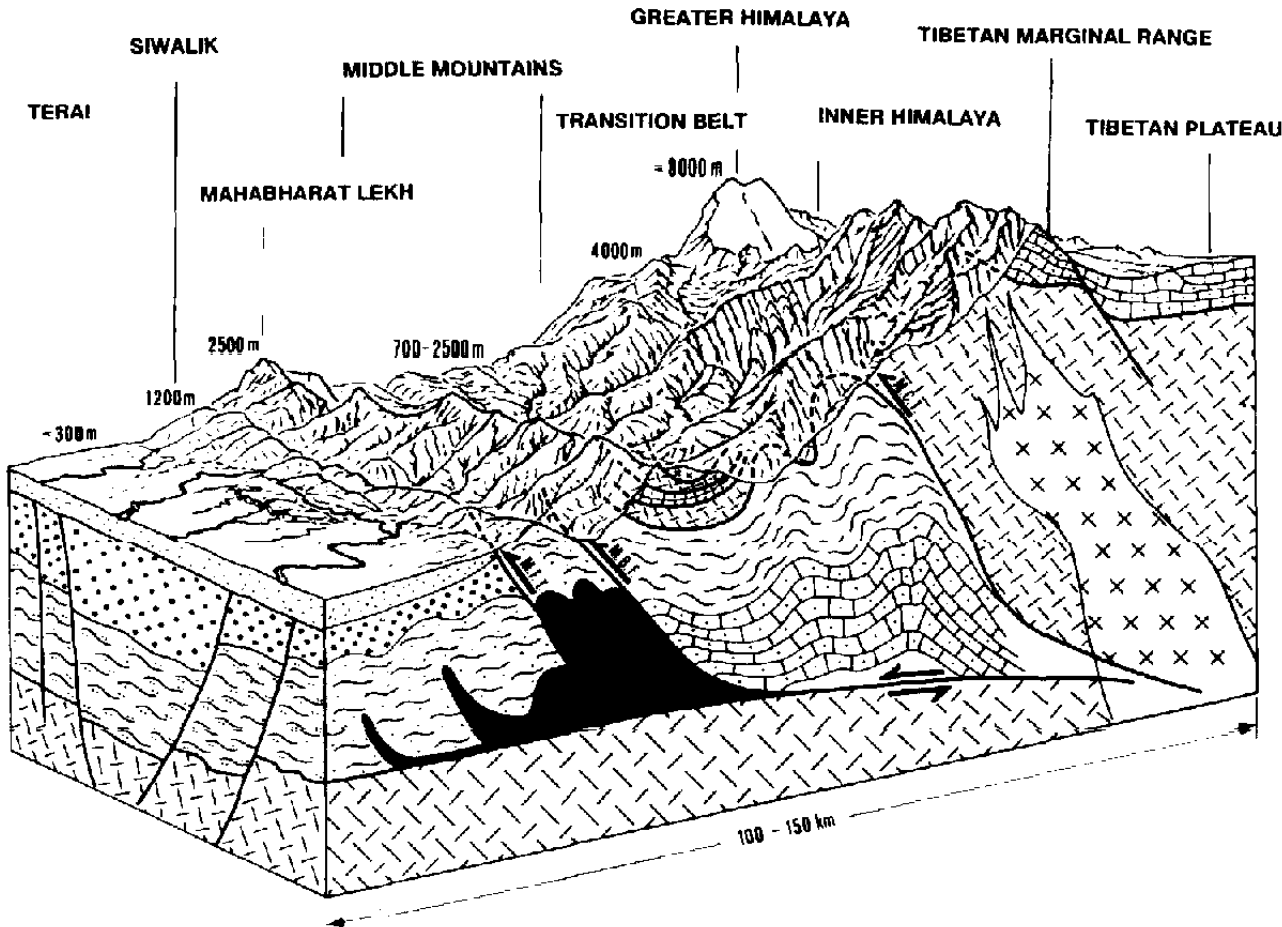 GREATER HIMALAYA
SIWALIK
TIBETAN MARGINAL RANGE
MIDDLE MOUNTAINS
TERAI
TRANSITION BELT
INNER HIMALAYA
TIBETAN PLATEAU
≈ 8000 m
MAHABHARAT LEKH
4000 m
2500 m
700-2500 m
1200m
≈300m
M.B.T.
100 - 150 km